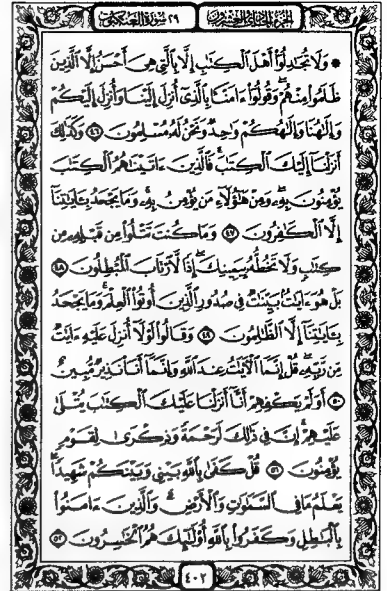 الجزء الحادي والعشرون ٢٩ سورة العنكبوت
۞ وَلَا تُجَٰدِلُوٓا۟ أَهْلَ ٱلْكِتَٰبِ إِلَّا بِٱلَّتِى هِىَ أَحْسَنُ إِلَّا ٱلَّذِينَ
ظَلَمُوا۟ مِنْهُمْ ۖ وَقُولُوٓا۟ ءَامَنَّا بِٱلَّذِىٓ أُنزِلَ إِلَيْنَا وَأُنزِلَ إِلَيْكُمْ
وَإِلَٰهُنَا وَإِلَٰهُكُمْ وَٰحِدٌ وَنَحْنُ لَهُۥ مُسْلِمُونَ ٤٦ وَكَذَٰلِكَ
أَنزَلْنَآ إِلَيْكَ ٱلْكِتَٰبَ ۚ فَٱلَّذِينَ ءَاتَيْنَٰهُمُ ٱلْكِتَٰبَ
يُؤْمِنُونَ بِهِۦ ۖ وَمِنْ هَٰٓؤُلَآءِ مَن يُؤْمِنُ بِهِۦ ۚ وَمَا يَجْحَدُ بِـَٔايَٰتِنَآ
إِلَّا ٱلْكَٰفِرُونَ ٤٧ وَمَا كُنتَ تَتْلُوا۟ مِن قَبْلِهِۦ مِن
كِتَٰبٍ وَلَا تَخُطُّهُۥ بِيَمِينِكَ ۖ إِذًا لَّٱرْتَابَ ٱلْمُبْطِلُونَ ٤٨
بَلْ هُوَ ءَايَٰتٌۢ بَيِّنَٰتٌ فِى صُدُورِ ٱلَّذِينَ أُوتُوا۟ ٱلْعِلْمَ ۚ وَمَا يَجْحَدُ
بِـَٔايَٰتِنَآ إِلَّا ٱلظَّٰلِمُونَ ٤٩ وَقَالُوا۟ لَوْلَآ أُنزِلَ عَلَيْهِ ءَايَٰتٌ
مِّن رَّبِّهِۦ ۖ قُلْ إِنَّمَا ٱلْـَٔايَٰتُ عِندَ ٱللَّهِ وَإِنَّمَآ أَنَا۠ نَذِيرٌ مُّبِينٌ
٥٠ أَوَلَمْ يَكْفِهِمْ أَنَّآ أَنزَلْنَا عَلَيْكَ ٱلْكِتَٰبَ يُتْلَىٰ
عَلَيْهِمْ ۚ إِنَّ فِى ذَٰلِكَ لَرَحْمَةً وَذِكْرَىٰ لِقَوْمٍ
يُؤْمِنُونَ ٥١ قُلْ كَفَىٰ بِٱللَّهِ بَيْنِى وَبَيْنَكُمْ شَهِيدًا ۖ
يَعْلَمُ مَا فِى ٱلسَّمَٰوَٰتِ وَٱلْأَرْضِ ۗ وَٱلَّذِينَ ءَامَنُوا۟
بِٱلْبَٰطِلِ وَكَفَرُوا۟ بِٱللَّهِ أُو۟لَٰٓئِكَ هُمُ ٱلْخَٰسِرُونَ ٥٢
٤٠٢